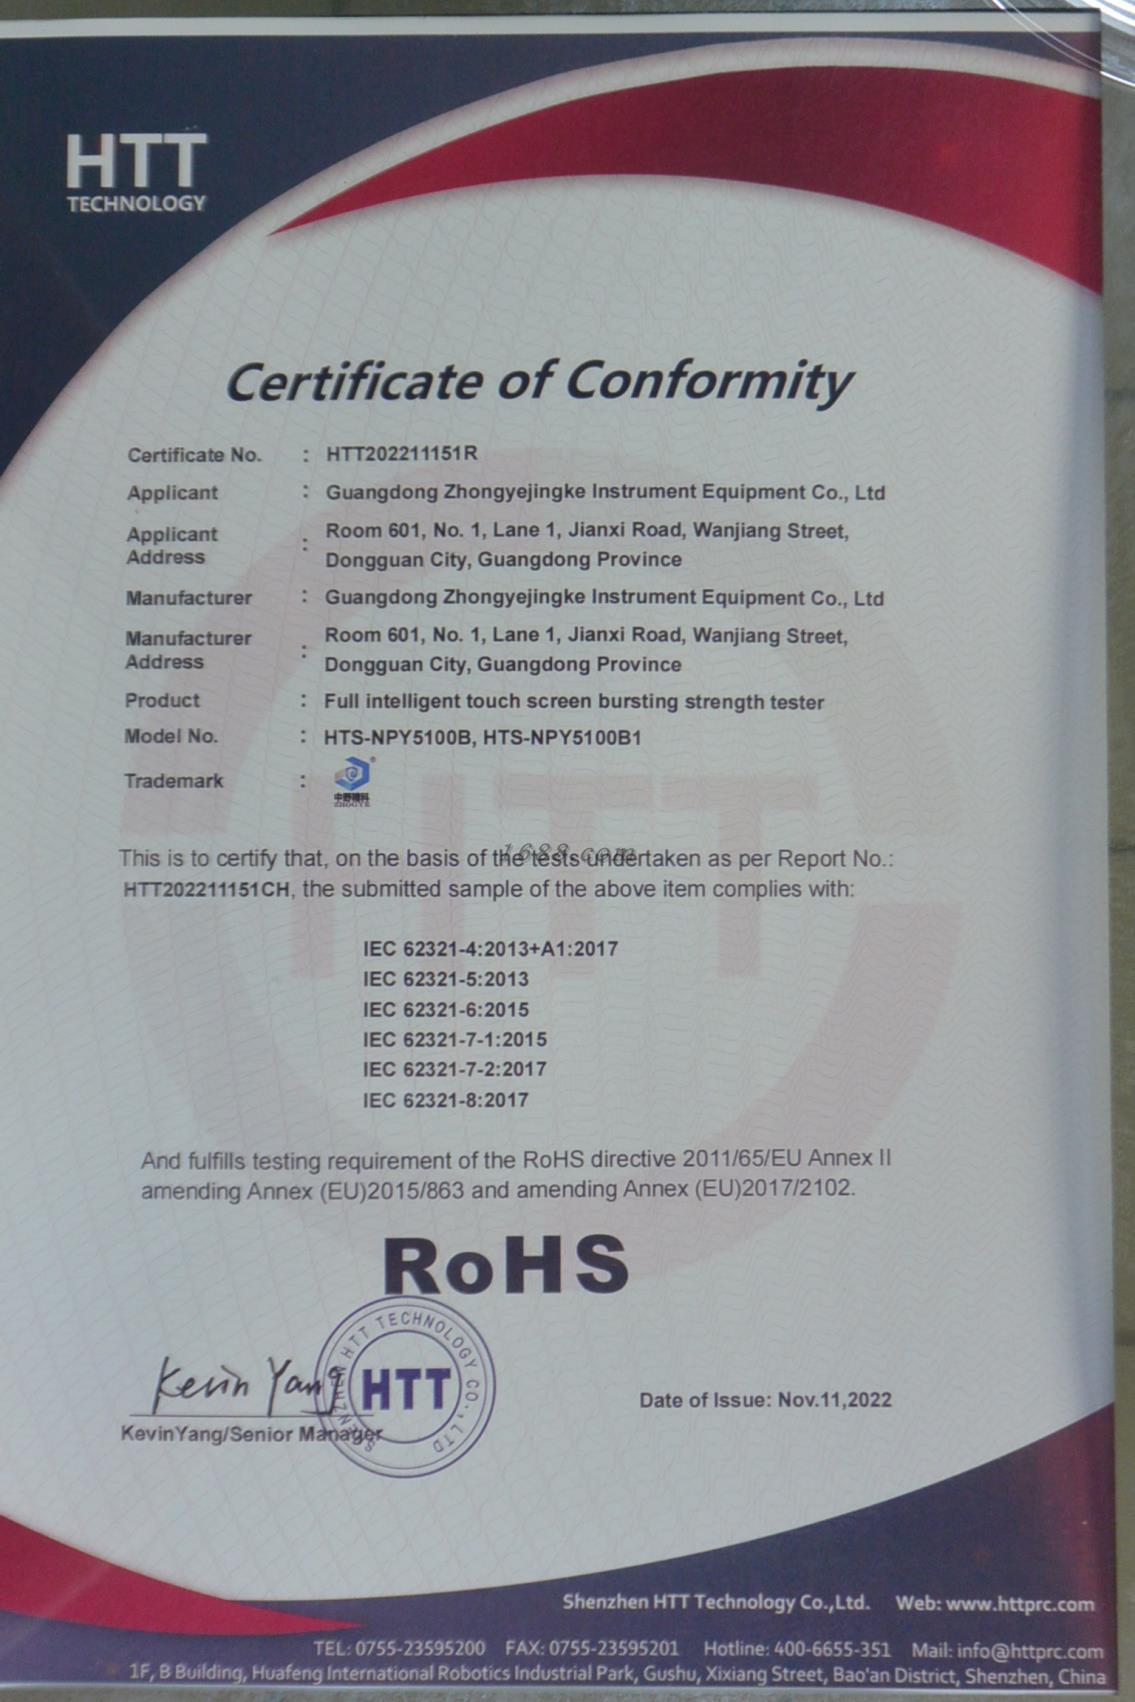 HTT
TECHNOLOGY
Certificate of Conformity
Certificate No. : HTT202211151R
Applicant : Guangdong Zhongyejingke Instrument Equipment Co., Ltd
Applicant Address : Room 601, No. 1, Lane 1, Jianxi Road, Wanjiang Street,
Dongguan City, Guangdong Province
Manufacturer : Guangdong Zhongyejingke Instrument Equipment Co., Ltd
Manufacturer Address : Room 601, No. 1, Lane 1, Jianxi Road, Wanjiang Street,
Dongguan City, Guangdong Province
Product : Full intelligent touch screen bursting strength tester
Model No. : HTS-NPY5100B, HTS-NPY5100B1
Trademark :
®
中野精科
1688.com
This is to certify that, on the basis of the tests undertaken as per Report No.:
HTT202211151CH, the submitted sample of the above item complies with:
HTT
IEC 62321-4:2013+A1:2017
IEC 62321-5:2013
IEC 62321-6:2015
IEC 62321-7-1:2015
IEC 62321-7-2:2017
IEC 62321-8:2017
And fulfills testing requirement of the RoHS directive 2011/65/EU Annex II
amending Annex (EU)2015/863 and amending Annex (EU)2017/2102.
RoHS
SHENZHEN HTT TECHNOLOGY CO., LTD
HTT
Kevin Yang
KevinYang/Senior Manager
Date of Issue: Nov.11,2022
Shenzhen HTT Technology Co.,Ltd. Web: www.httprc.com
TEL: 0755-23595200 FAX: 0755-23595201 Hotline: 400-6655-351 Mail: info@httprc.com
1F, B Building, Huafeng International Robotics Industrial Park, Gushu, Xixiang Street, Bao'an District, Shenzhen, China